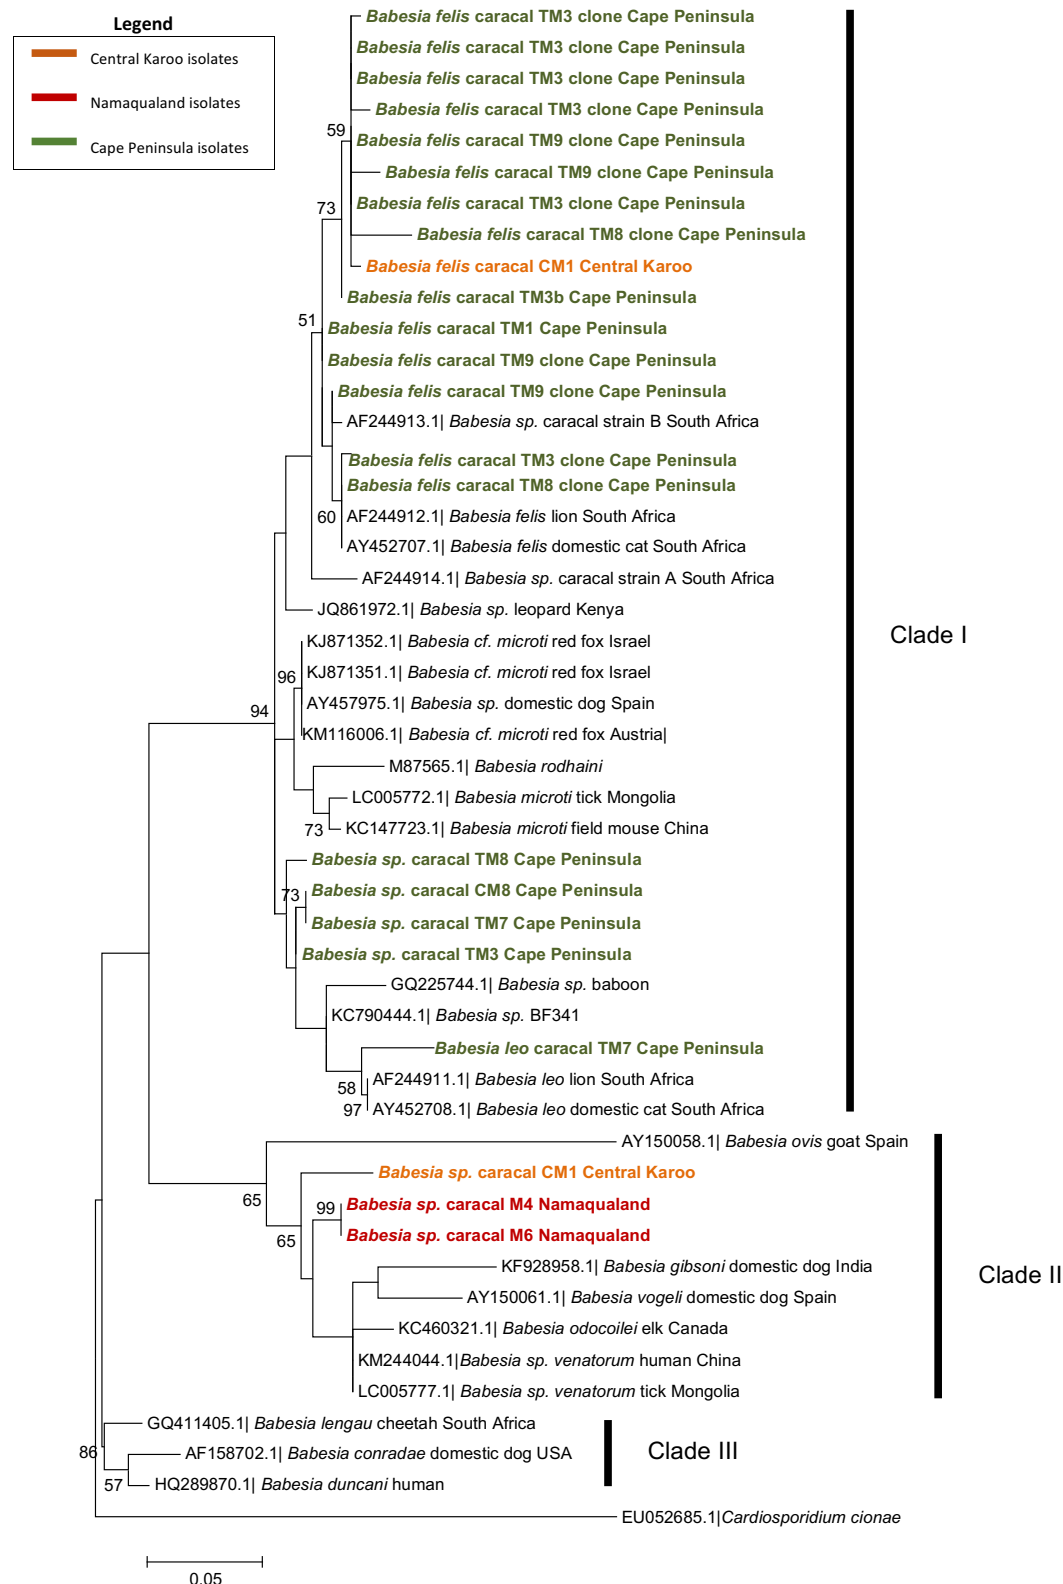 Legend
Central Karoo isolates
Namaqualand isolates
Cape Peninsula isolates
Babesia felis caracal TM3 clone Cape Peninsula
Babesia felis caracal TM3 clone Cape Peninsula
Babesia felis caracal TM3 clone Cape Peninsula
Babesia felis caracal TM3 clone Cape Peninsula
59
Babesia felis caracal TM9 clone Cape Peninsula
Babesia felis caracal TM9 clone Cape Peninsula
73
Babesia felis caracal TM3 clone Cape Peninsula
Babesia felis caracal TM8 clone Cape Peninsula
Babesia felis caracal CM1 Central Karoo
Babesia felis caracal TM3b Cape Peninsula
51
Babesia felis caracal TM1 Cape Peninsula
Babesia felis caracal TM9 clone Cape Peninsula
Babesia felis caracal TM9 clone Cape Peninsula
AF244913.1| Babesia sp. caracal strain B South Africa
Babesia felis caracal TM3 clone Cape Peninsula
Babesia felis caracal TM8 clone Cape Peninsula
60
AF244912.1| Babesia felis lion South Africa
AY452707.1| Babesia felis domestic cat South Africa
AF244914.1| Babesia sp. caracal strain A South Africa
JQ861972.1| Babesia sp. leopard Kenya
Clade I
KJ871352.1| Babesia cf. microti red fox Israel
96
KJ871351.1| Babesia cf. microti red fox Israel
94
AY457975.1| Babesia sp. domestic dog Spain
KM116006.1| Babesia cf. microti red fox Austria|
M87565.1| Babesia rodhaini
LC005772.1| Babesia microti tick Mongolia
73
KC147723.1| Babesia microti field mouse China
Babesia sp. caracal TM8 Cape Peninsula
73
Babesia sp. caracal CM8 Cape Peninsula
Babesia sp. caracal TM7 Cape Peninsula
Babesia sp. caracal TM3 Cape Peninsula
GQ225744.1| Babesia sp. baboon
KC790444.1| Babesia sp. BF341
Babesia leo caracal TM7 Cape Peninsula
58
AF244911.1| Babesia leo lion South Africa
97
AY452708.1| Babesia leo domestic cat South Africa
AY150058.1| Babesia ovis goat Spain
Babesia sp. caracal CM1 Central Karoo
65
99
Babesia sp. caracal M4 Namaqualand
65
Babesia sp. caracal M6 Namaqualand
KF928958.1| Babesia gibsoni domestic dog India
Clade II
AY150061.1| Babesia vogeli domestic dog Spain
KC460321.1| Babesia odocoilei elk Canada
KM244044.1|Babesia sp. venatorum human China
LC005777.1| Babesia sp. venatorum tick Mongolia
GQ411405.1| Babesia lengau cheetah South Africa
86
AF158702.1| Babesia conradae domestic dog USA
Clade III
57
HQ289870.1| Babesia duncani human
EU052685.1|Cardiosporidium cionae
0.05